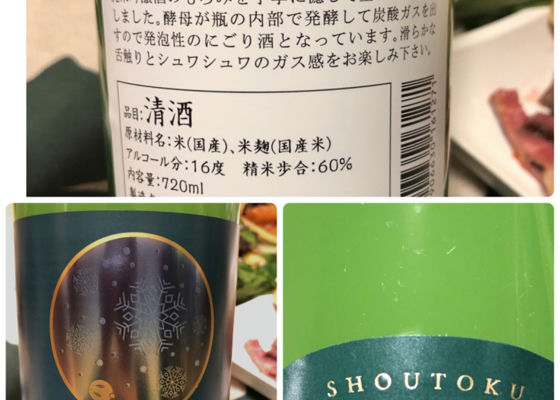 しました。酵母が瓶の内部で発酵して炭酸ガスを出
すので発泡性のにごり酒となっています。滑らかな
舌触りとシュワシュワのガス感をお楽しみ下さい。
品目:清酒
原材料名:米(国産)、米麹(国産米)
アルコール分:16度 精米歩合:60%
内容量:720ml
SHOUTOKU